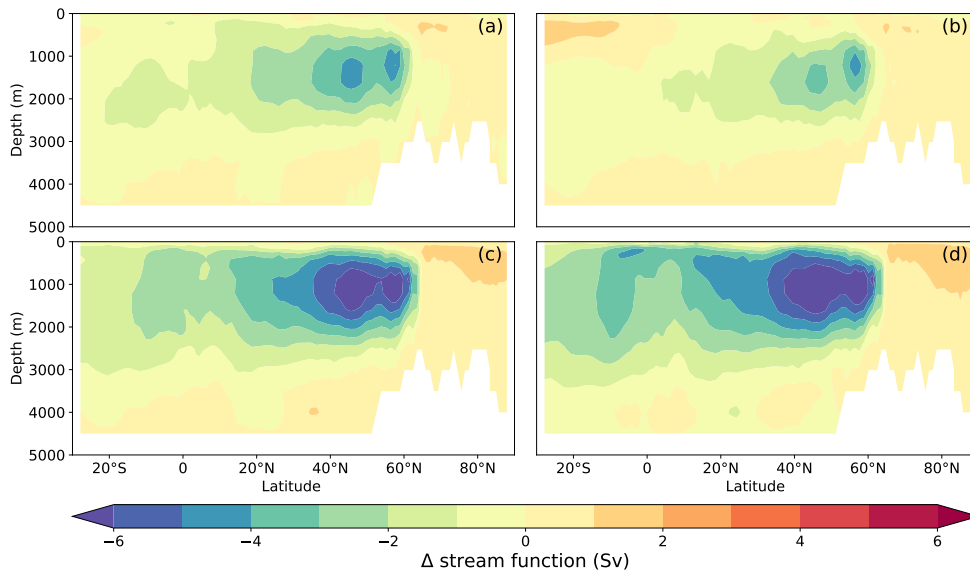 (a)
(b)
0
1000
2000
3000
4000
5000
Depth (m)
(c)
(d)
0
1000
2000
3000
4000
5000
Depth (m)
20°S 0 20°N 40°N 60°N 80°N
20°S 0 20°N 40°N 60°N 80°N
Latitude
Latitude
−6 −4 −2 0 2 4 6
Δ stream function (Sv)